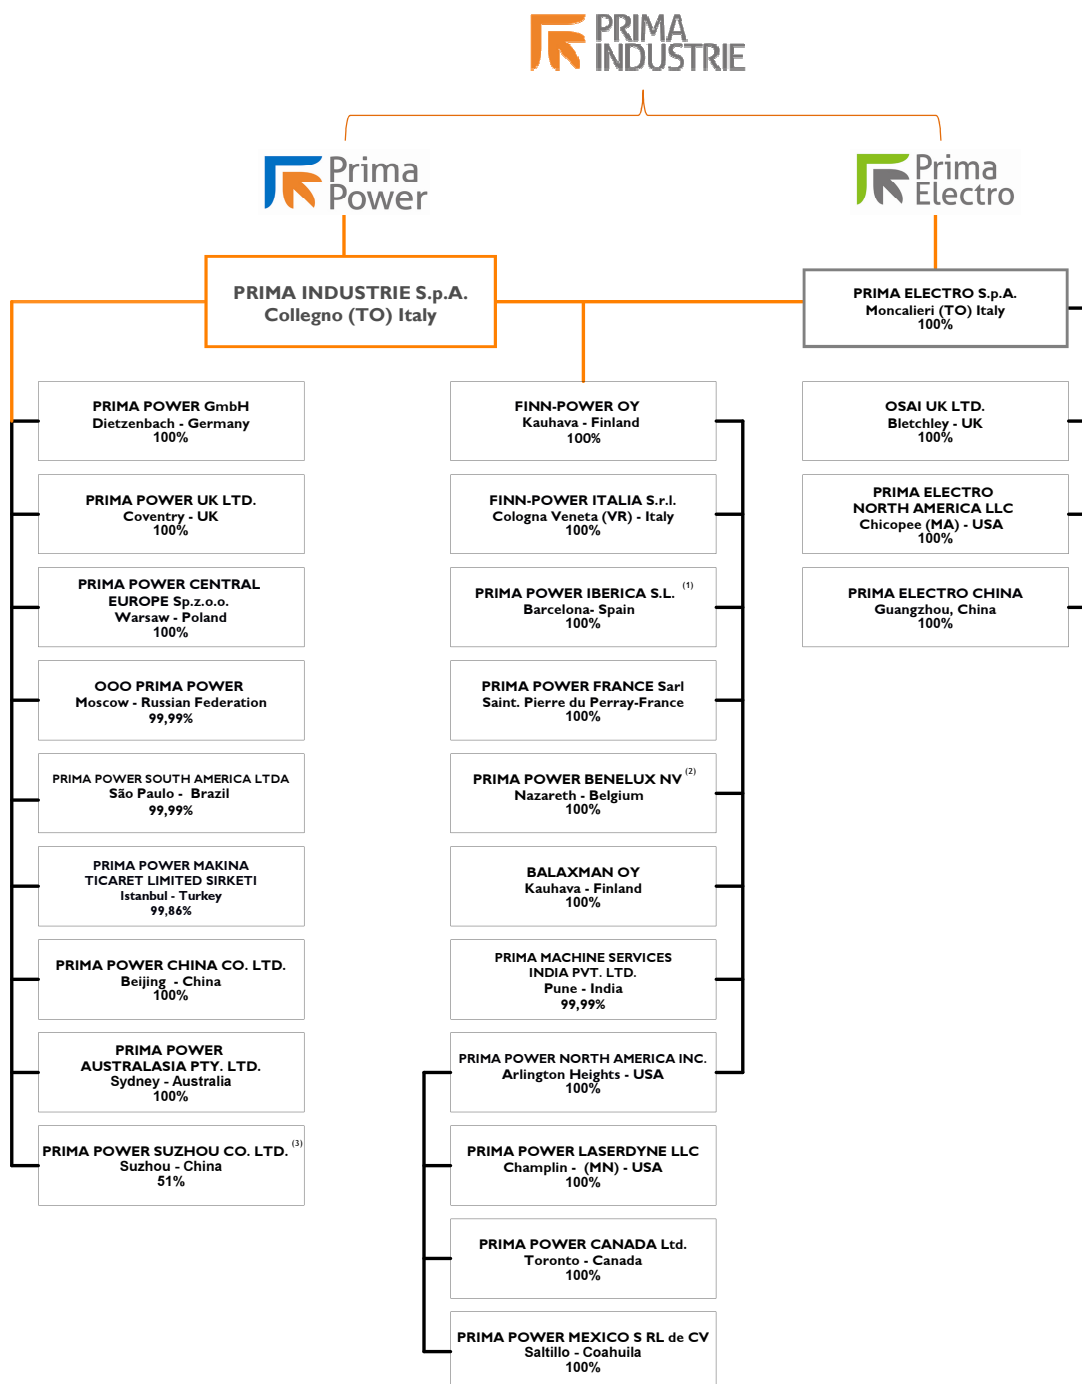 PRIMA
INDUSTRIE
Prima
Power
Prima
Electro
PRIMA INDUSTRIE S.p.A.
Collegno (TO) Italy
PRIMA ELECTRO S.p.A.
Moncalieri (TO) Italy
100%
PRIMA POWER GmbH
Dietzenbach - Germany
100%
PRIMA POWER UK LTD.
Coventry - UK
100%
PRIMA POWER CENTRAL
EUROPE Sp.z.o.o.
Warsaw - Poland
100%
OOO PRIMA POWER
Moscow - Russian Federation
99,99%
PRIMA POWER SOUTH AMERICA LTDA
São Paulo - Brazil
99,99%
PRIMA POWER MAKINA
TICARET LIMITED SIRKETI
Istanbul - Turkey
99,86%
PRIMA POWER CHINA CO. LTD.
Beijing - China
100%
PRIMA POWER
AUSTRALASIA PTY. LTD.
Sydney - Australia
100%
PRIMA POWER SUZHOU CO. LTD. (3)
Suzhou - China
51%
FINN-POWER OY
Kauhava - Finland
100%
FINN-POWER ITALIA S.r.l.
Cologna Veneta (VR) - Italy
100%
PRIMA POWER IBERICA S.L. (1)
Barcelona- Spain
100%
PRIMA POWER FRANCE Sarl
Saint. Pierre du Perray-France
100%
PRIMA POWER BENELUX NV (2)
Nazareth - Belgium
100%
BALAXMAN OY
Kauhava - Finland
100%
PRIMA MACHINE SERVICES
INDIA PVT. LTD.
Pune - India
99,99%
PRIMA POWER NORTH AMERICA INC.
Arlington Heights - USA
100%
PRIMA POWER LASERDYNE LLC
Champlin - (MN) - USA
100%
PRIMA POWER CANADA Ltd.
Toronto - Canada
100%
PRIMA POWER MEXICO S RL de CV
Saltillo - Coahuila
100%
OSAI UK LTD.
Bletchley - UK
100%
PRIMA ELECTRO
NORTH AMERICA LLC
Chicopee (MA) - USA
100%
PRIMA ELECTRO CHINA
Guangzhou, China
100%